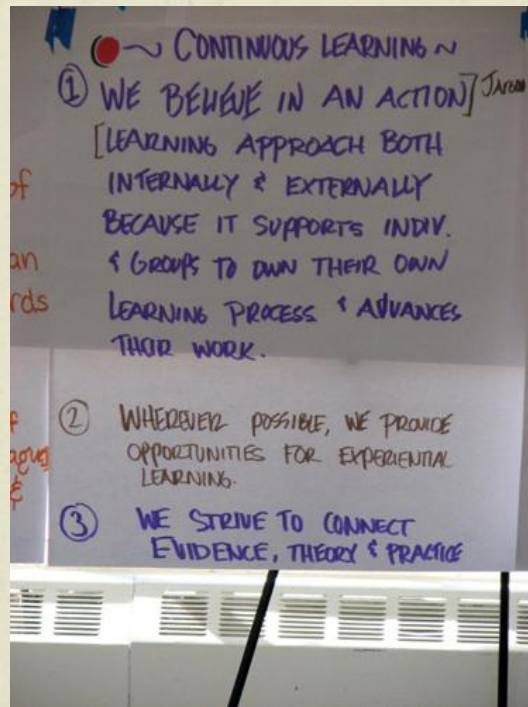 ~ CONTINUOUS LEARNING ~
① WE BELIEVE IN AN ACTION]
[LEARNING APPROACH BOTH
INTERNALLY & EXTERNALLY
BECAUSE IT SUPPORTS INDIV.
& GROUPS TO OWN THEIR OWN
LEARNING PROCESS & ADVANCES
THEIR WORK.
② WHEREVER POSSIBLE, WE PROVIDE
OPPORTUNITIES FOR EXPERIENTIAL
LEARNING.
③ WE STRIVE TO CONNECT
EVIDENCE, THEORY & PRACTICE
of
an
rds
&